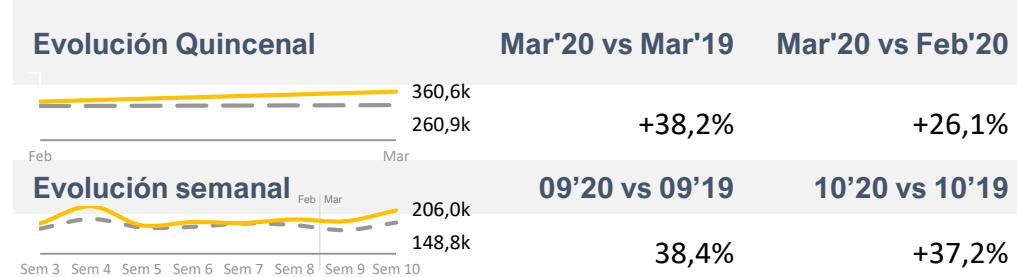 Evolución Quincenal Mar'20 vs Mar'19 Mar'20 vs Feb'20
360,6k
260,9k +38,2% +26,1%
Feb Mar
Evolución semanal Feb Mar 09’20 vs 09’19 10’20 vs 10’19
206,0k
148,8k 38,4% +37,2%
Sem 3 Sem 4 Sem 5 Sem 6 Sem 7 Sem 8 Sem 9 Sem 10